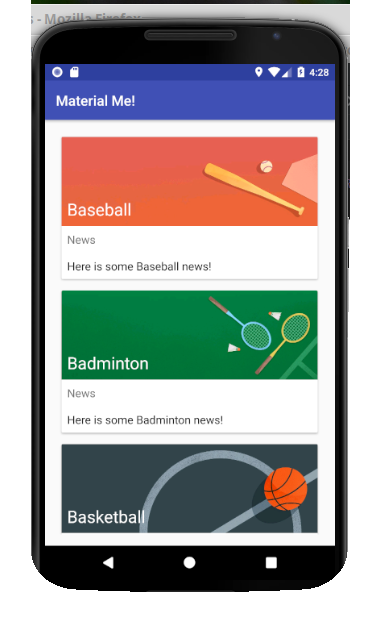 s - Mozilla Firefox
4:28
Material Me!
Baseball
News
Here is some Baseball news!
Badminton
News
Here is some Badminton news!
Basketball